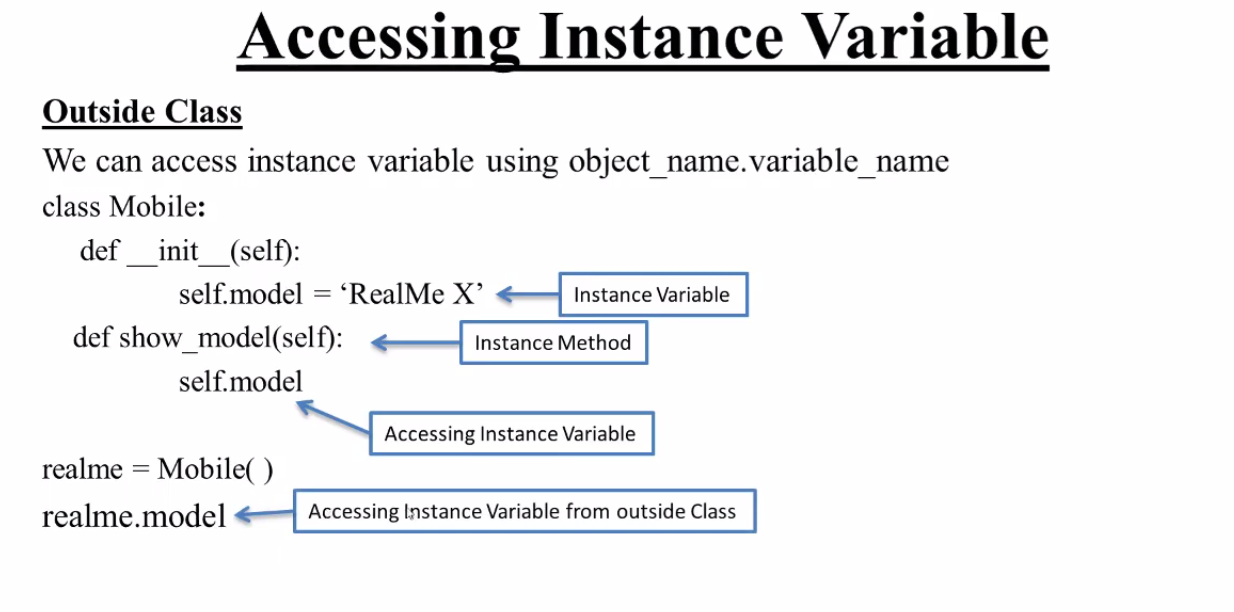 Accessing Instance Variable
Outside Class
We can access instance variable using object_name.variable_name
class Mobile:
def __init__(self):
self.model = ‘RealMe X’
Instance Variable
def show_model(self):
Instance Method
self.model
Accessing Instance Variable
realme = Mobile( )
realme.model
Accessing Instance Variable from outside Class